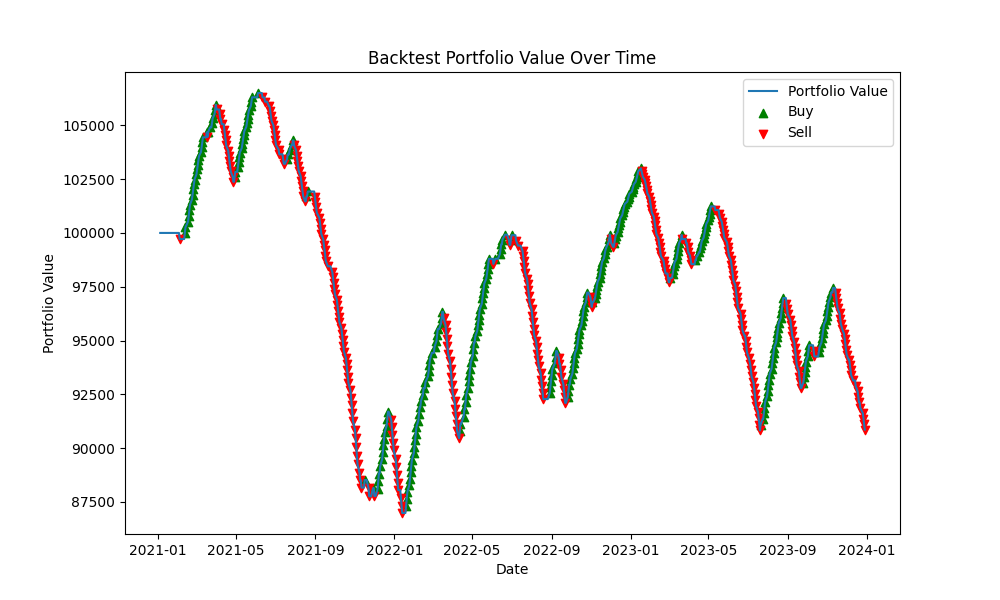 Backtest Portfolio Value Over Time
Portfolio Value
Buy
Sell
105000
102500
100000
97500
95000
92500
90000
87500
Portfolio Value
2021-01 2021-05 2021-09 2022-01 2022-05 2022-09 2023-01 2023-05 2023-09 2024-01
Date